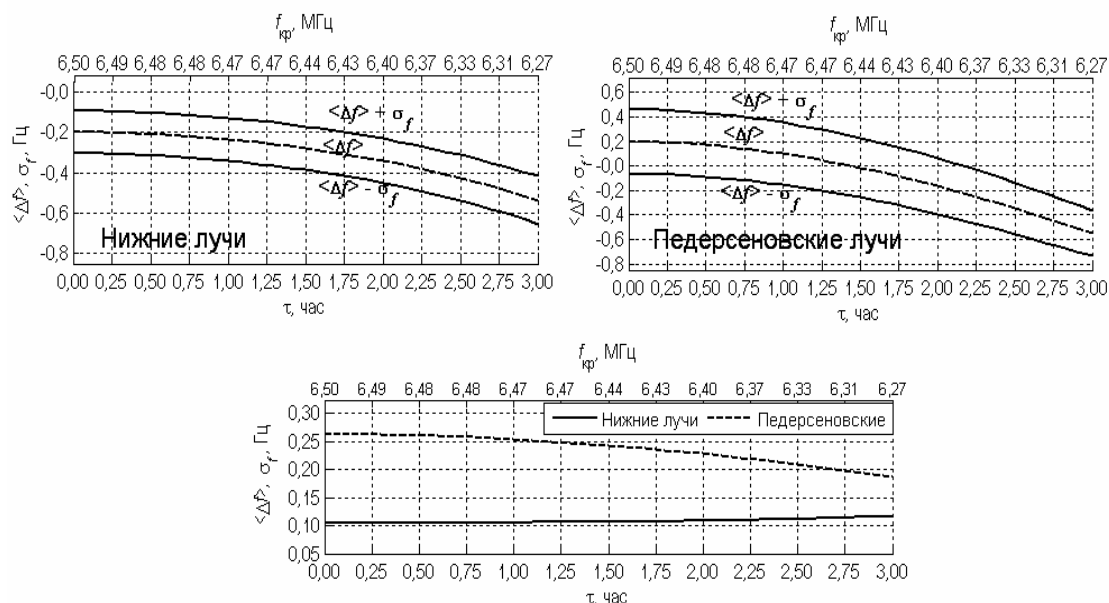 f кр, МГц
6,50 6,49 6,48 6,48 6,47 6,47 6,44 6,43 6,40 6,37 6,33 6,31 6,27
<Δf>, σ f, Гц
-0,0
-0,2
-0,4
-0,6
-0,8
<Δf> + σ f
<Δf>
<Δf> - σ f
Нижние лучи
0,00 0,25 0,50 0,75 1,00 1,25 1,50 1,75 2,00 2,25 2,50 2,75 3,00
τ, час
f кр, МГц
6,50 6,49 6,48 6,48 6,47 6,47 6,44 6,43 6,40 6,37 6,33 6,31 6,27
<Δf>, σ f, Гц
0,6
0,4
0,2
-0,0
-0,2
-0,4
-0,6
-0,8
<Δf> + σ f
<Δf>
<Δf> - σ f
Педерсеновские лучи
0,00 0,25 0,50 0,75 1,00 1,25 1,50 1,75 2,00 2,25 2,50 2,75 3,00
τ, час
f кр, МГц
6,50 6,49 6,48 6,48 6,47 6,47 6,44 6,43 6,40 6,37 6,33 6,31 6,27
<Δf>, σ f, Гц
0,30
0,25
0,20
0,15
0,10
0,05
Нижние лучи Педерсеновские
0,00 0,25 0,50 0,75 1,00 1,25 1,50 1,75 2,00 2,25 2,50 2,75 3,00
τ, час